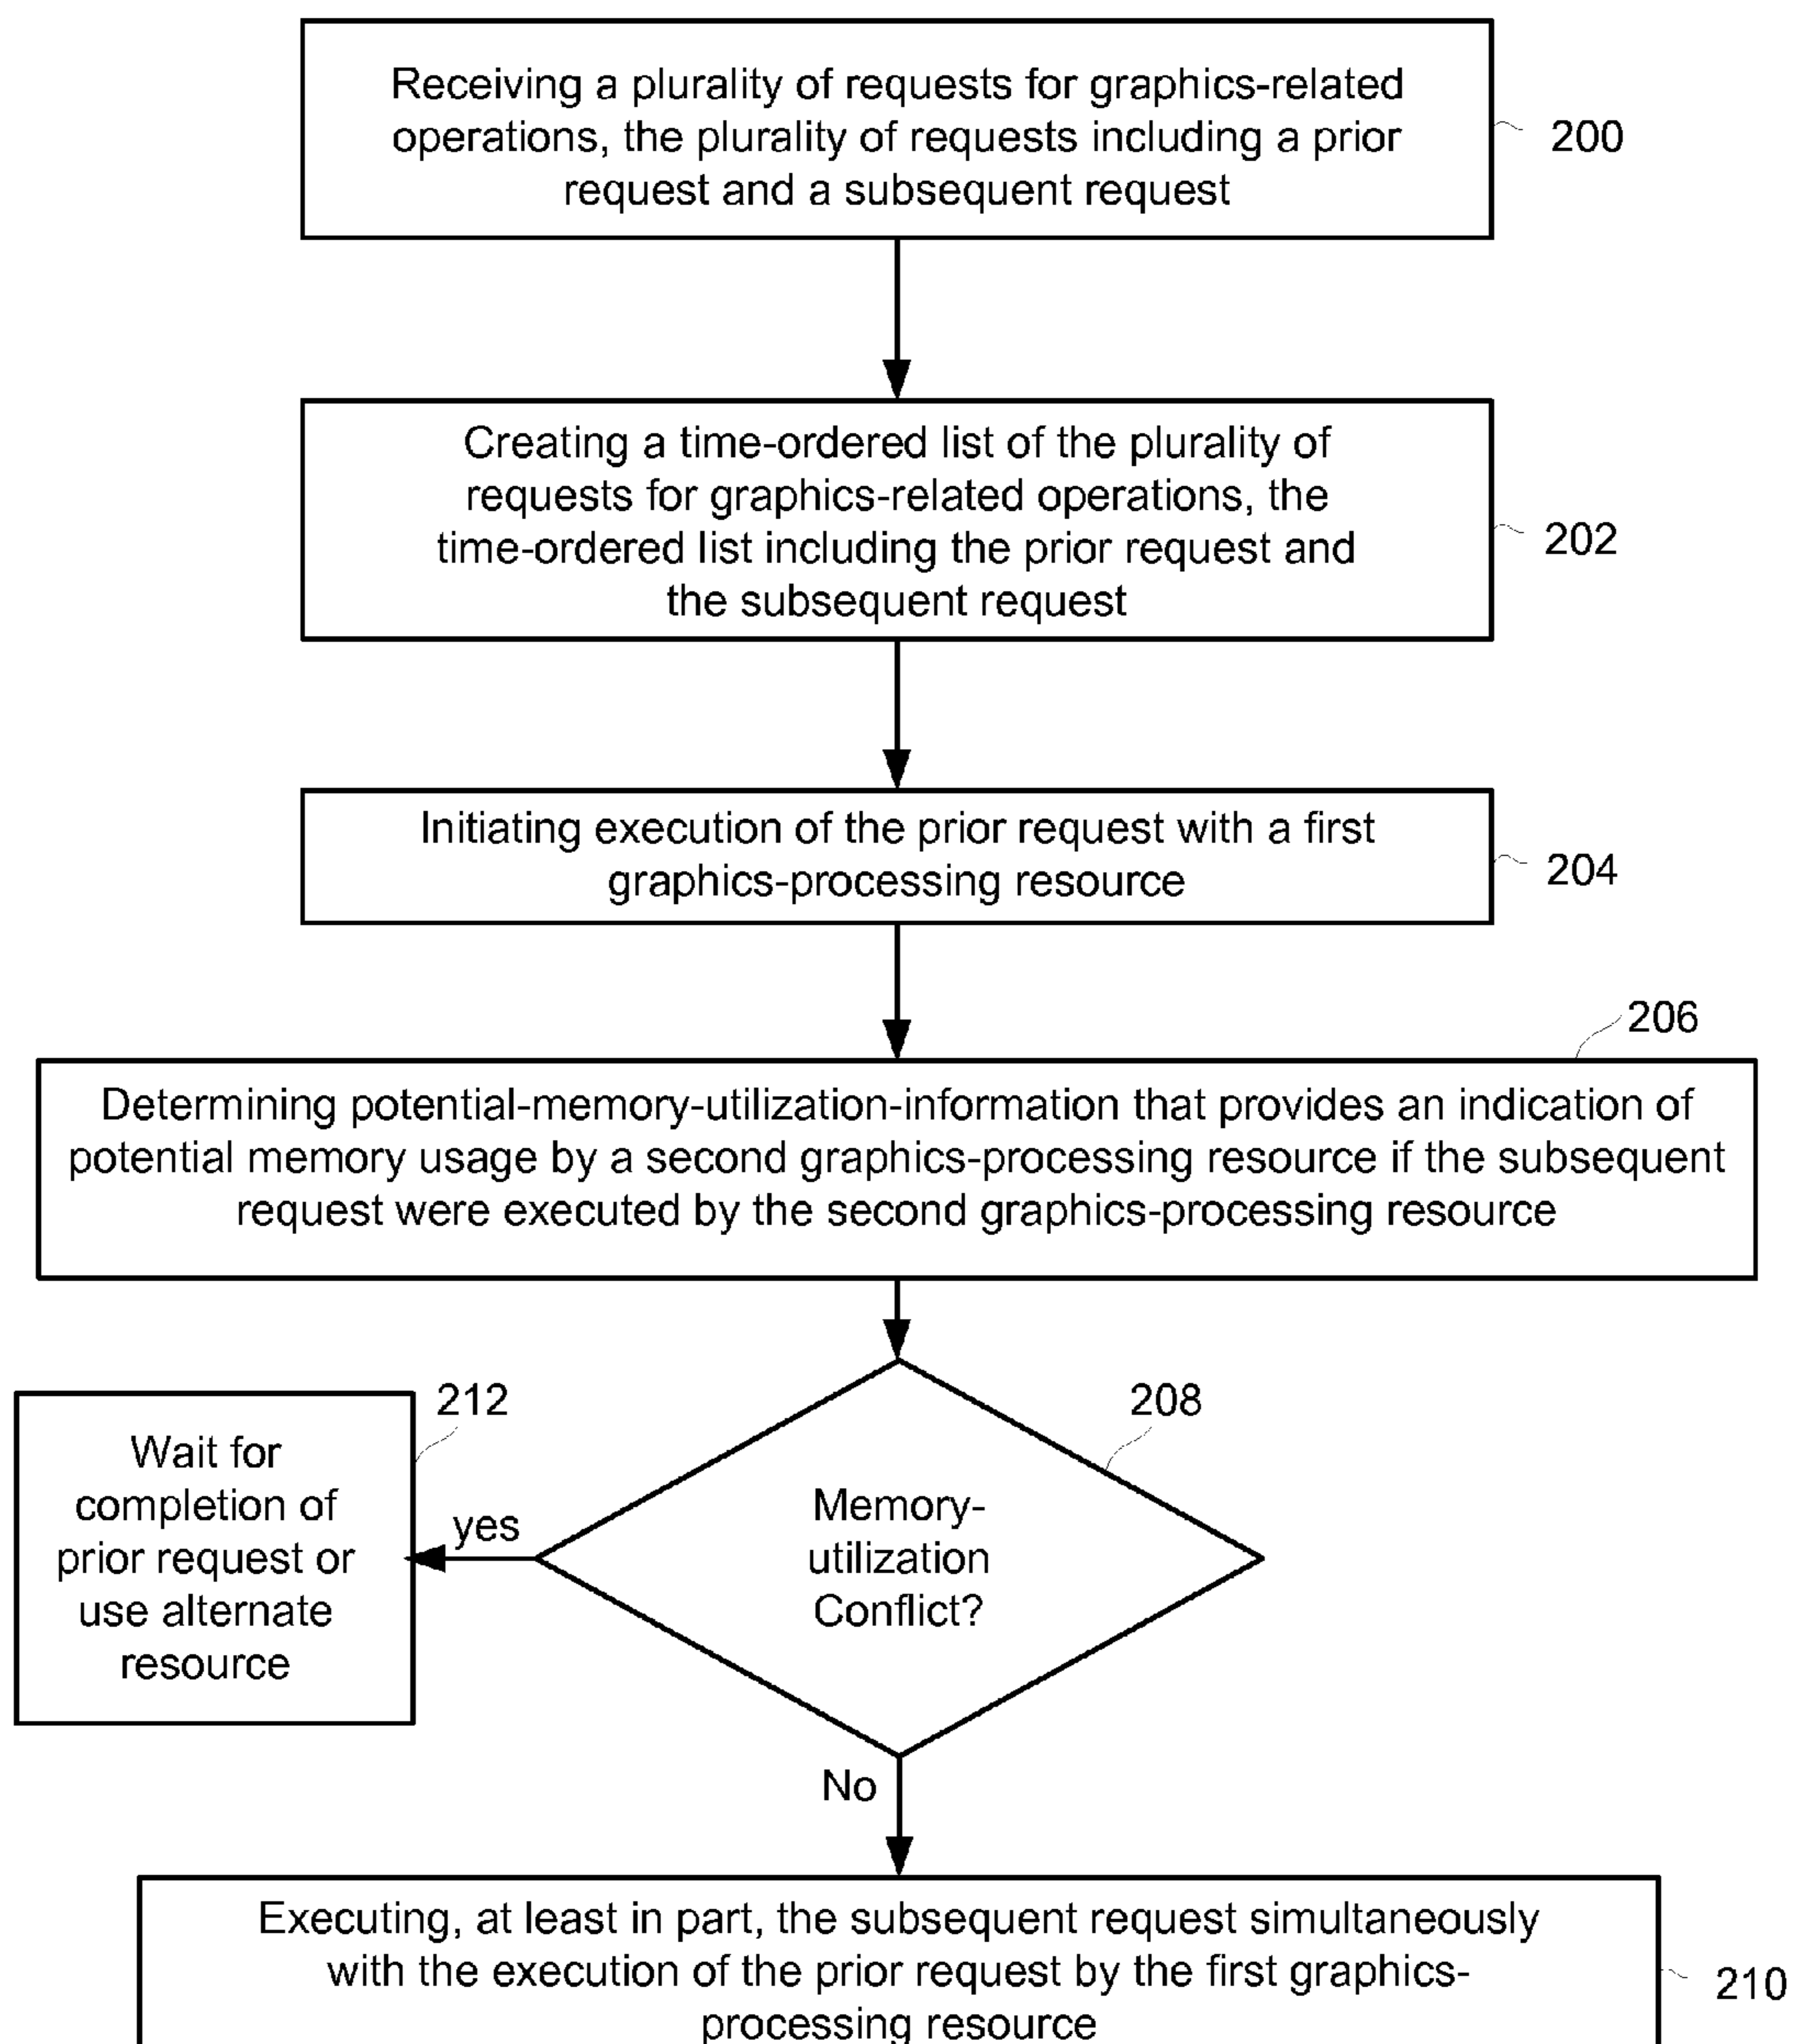 Receiving a plurality of requests for graphics-related
operations, the plurality of requests including a prior
request and a subsequent request
200
Creating a time-ordered list of the plurality of
requests for graphics-related operations, the
time-ordered list including the prior request and
the subsequent request
202
Initiating execution of the prior request with a first
graphics-processing resource
204
206
Determining potential-memory-utilization-information that provides an indication of
potential memory usage by a second graphics-processing resource if the subsequent
request were executed by the second graphics-processing resource
212
Wait for
completion of
prior request or
use alternate
resource
yes
208
Memory-
utilization
Conflict?
No
Executing, at least in part, the subsequent request simultaneously
with the execution of the prior request by the first graphics-
processing resource
210